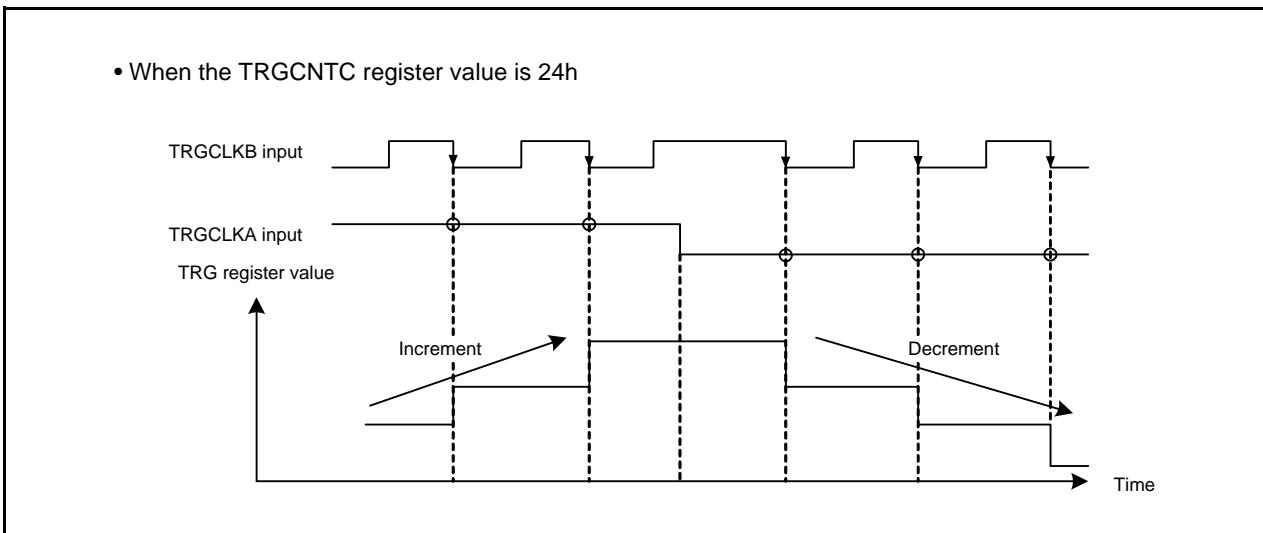 • When the TRGCNTC register value is 24h
TRGCLKB input
TRGCLKA input
TRG register value
Increment
Decrement
Time